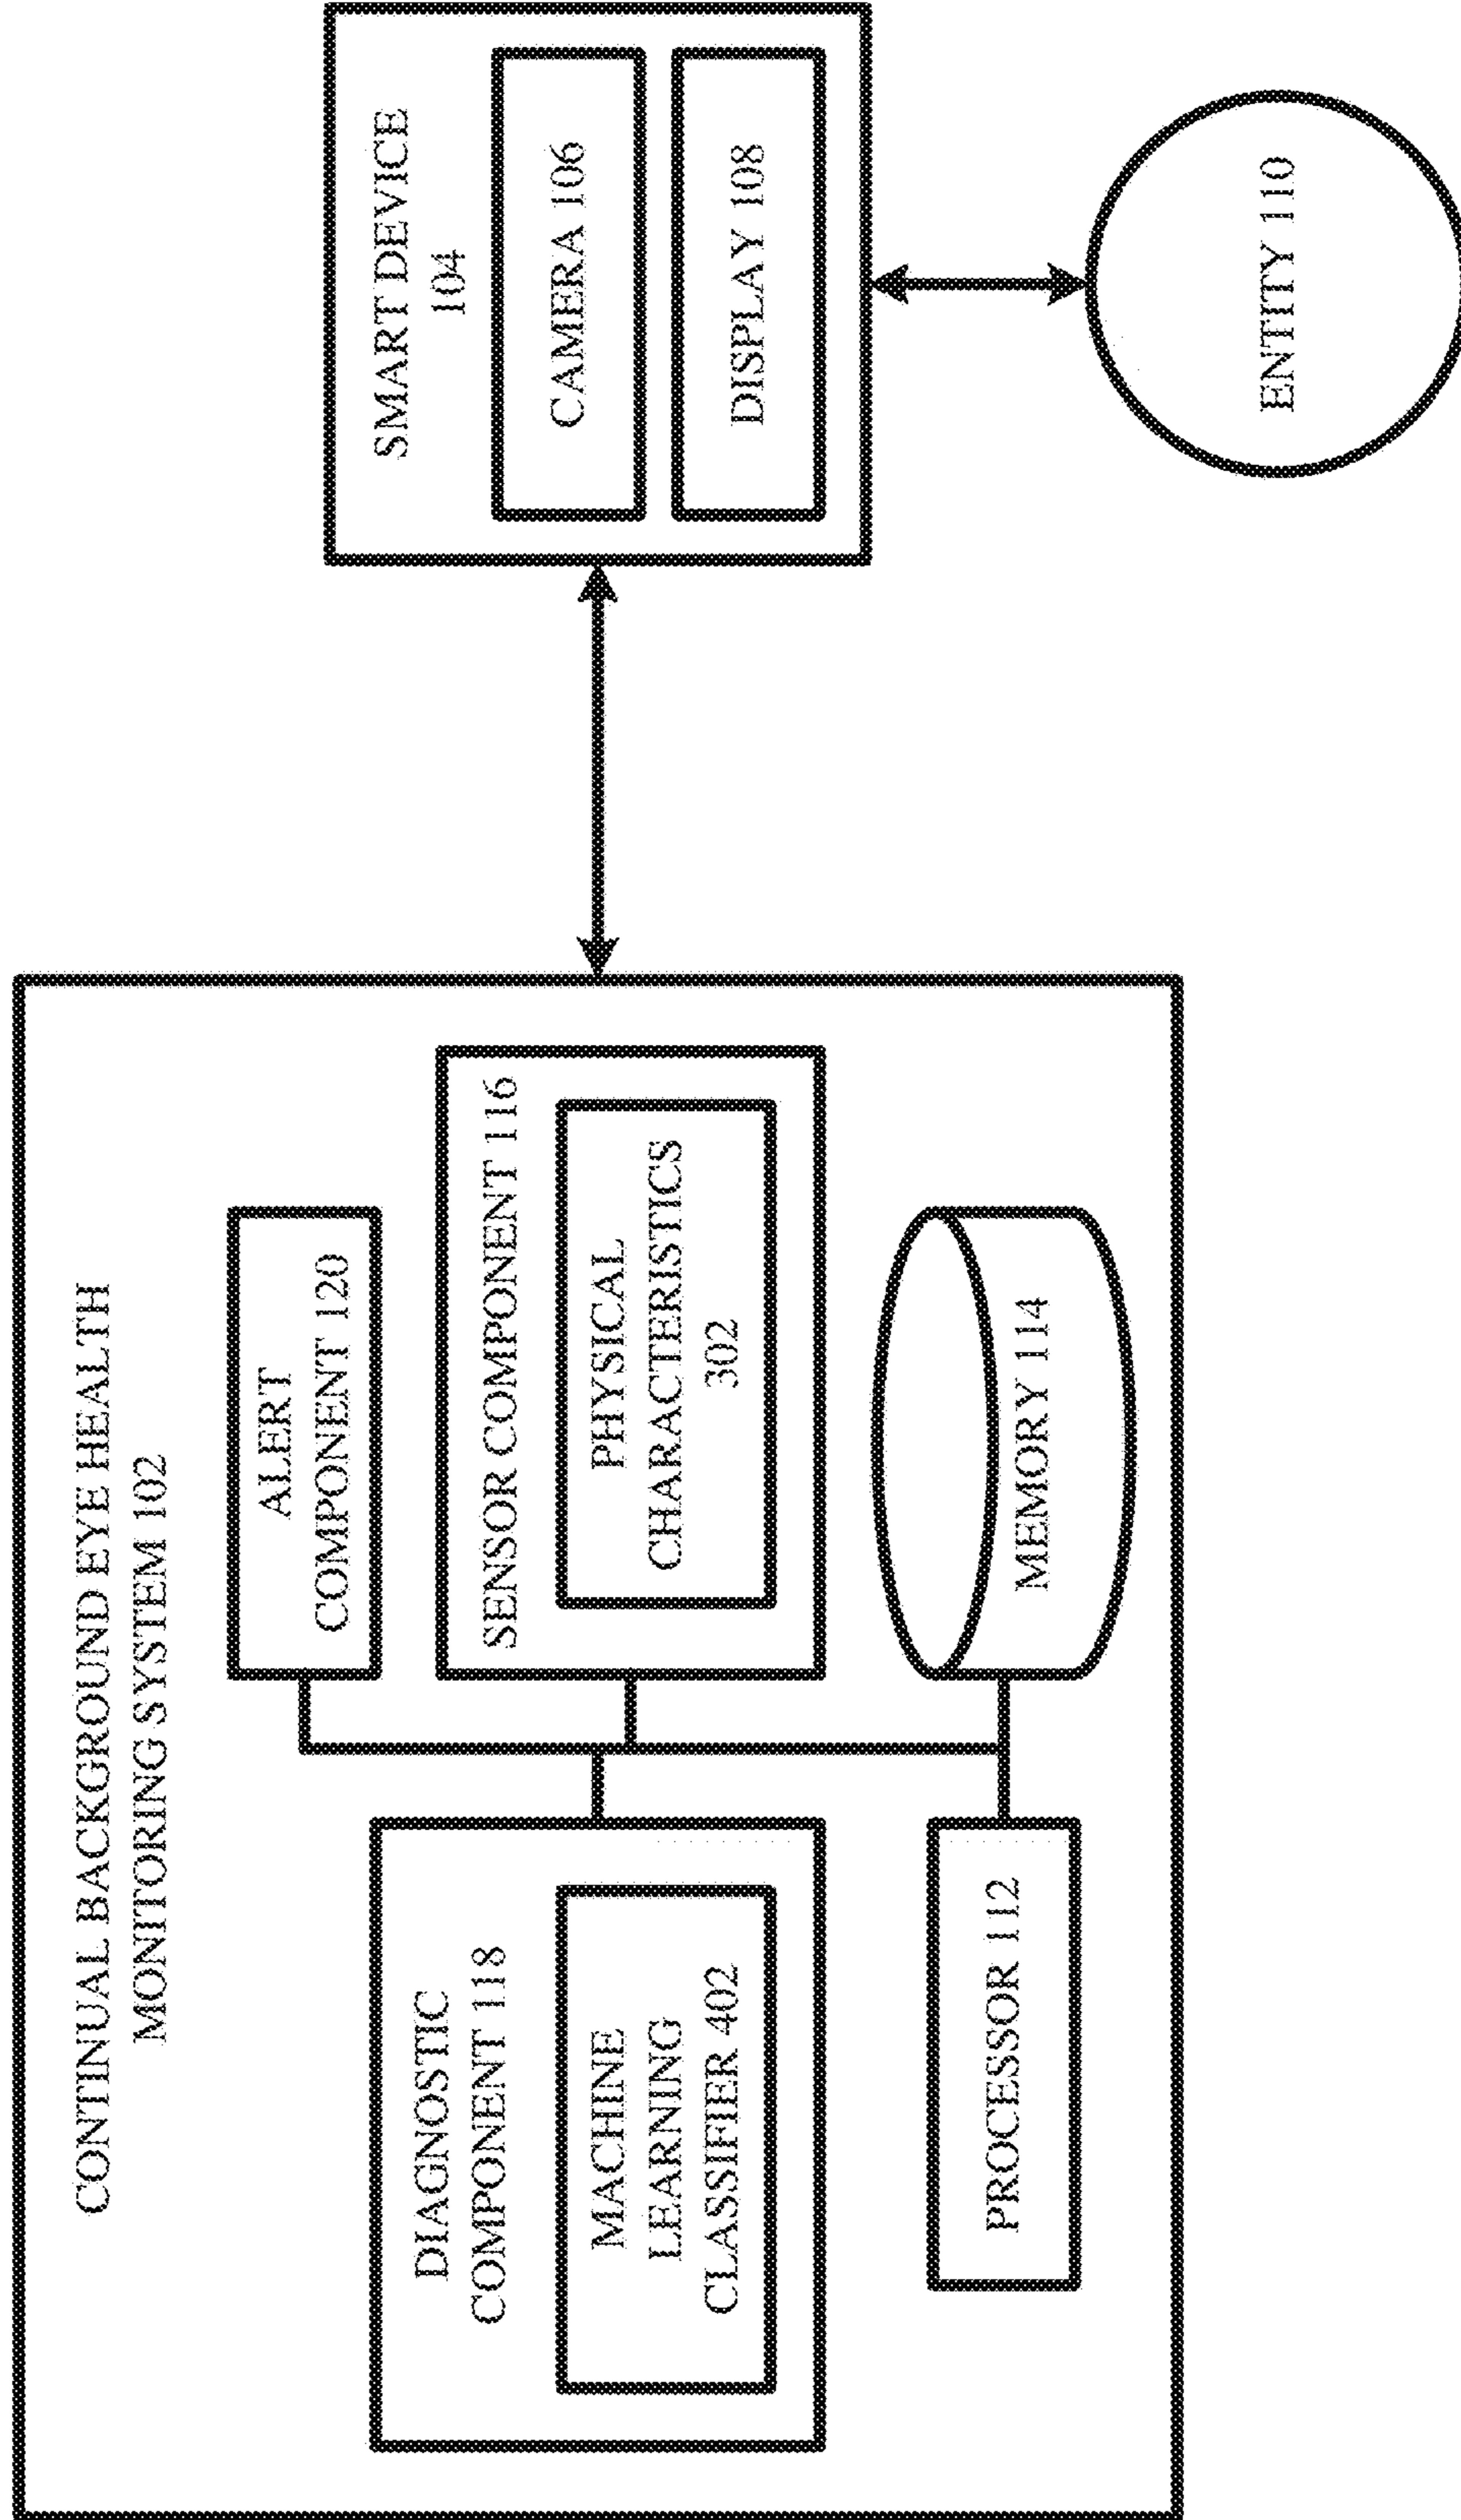 CONTINUAL BACKGROUND EYE HEALTH
MONITORING SYSTEM 102
DIAGNOSTIC
COMPONENT 118
MACHINE
LEARNING
CLASSIFIER 402
PROCESSOR 112
ALERT
COMPONENT 120
SENSOR COMPONENT 116
PHYSICAL
CHARACTERISTICS
302
MEMORY 114
SMART DEVICE
104
CAMERA 106
DISPLAY 108
ENTITY 110